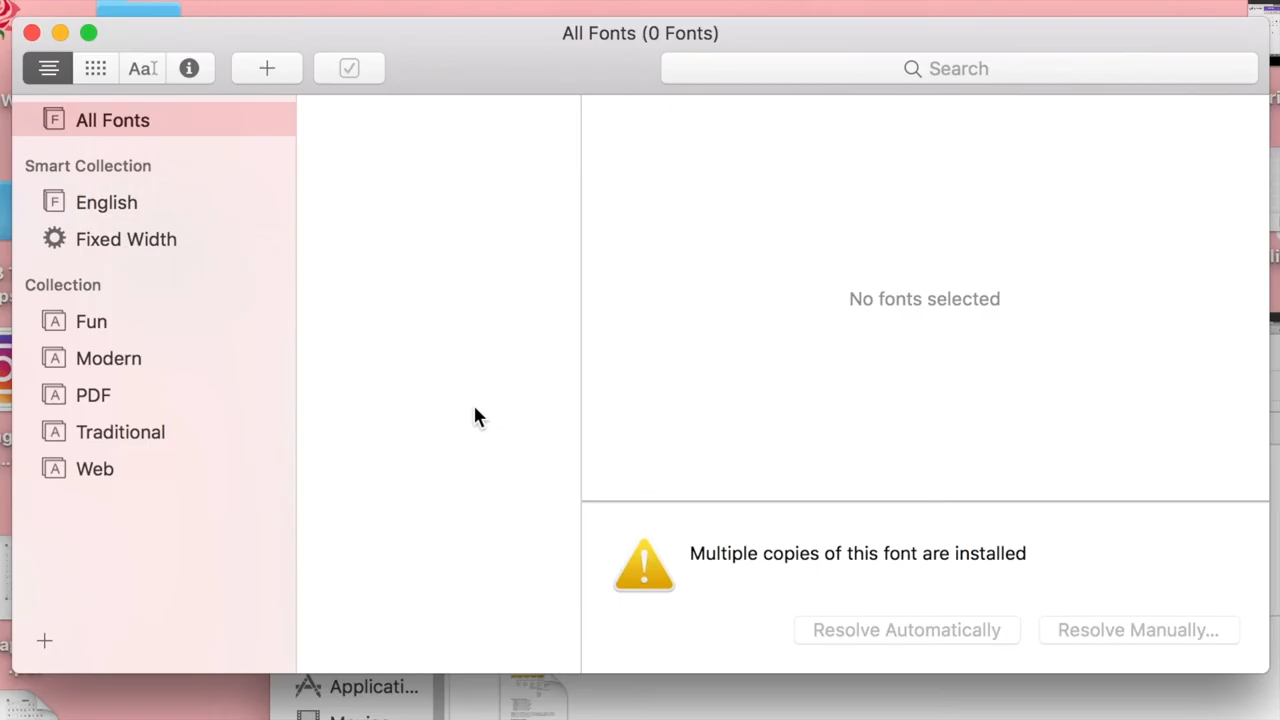 All Fonts (0 Fonts)
Aa
Search
All Fonts
Smart Collection
English
Fixed Width
Collection
Fun
Modern
PDF
Traditional
Web
No fonts selected
Multiple copies of this font are installed
Resolve Automatically
Resolve Manually...
Applicati...